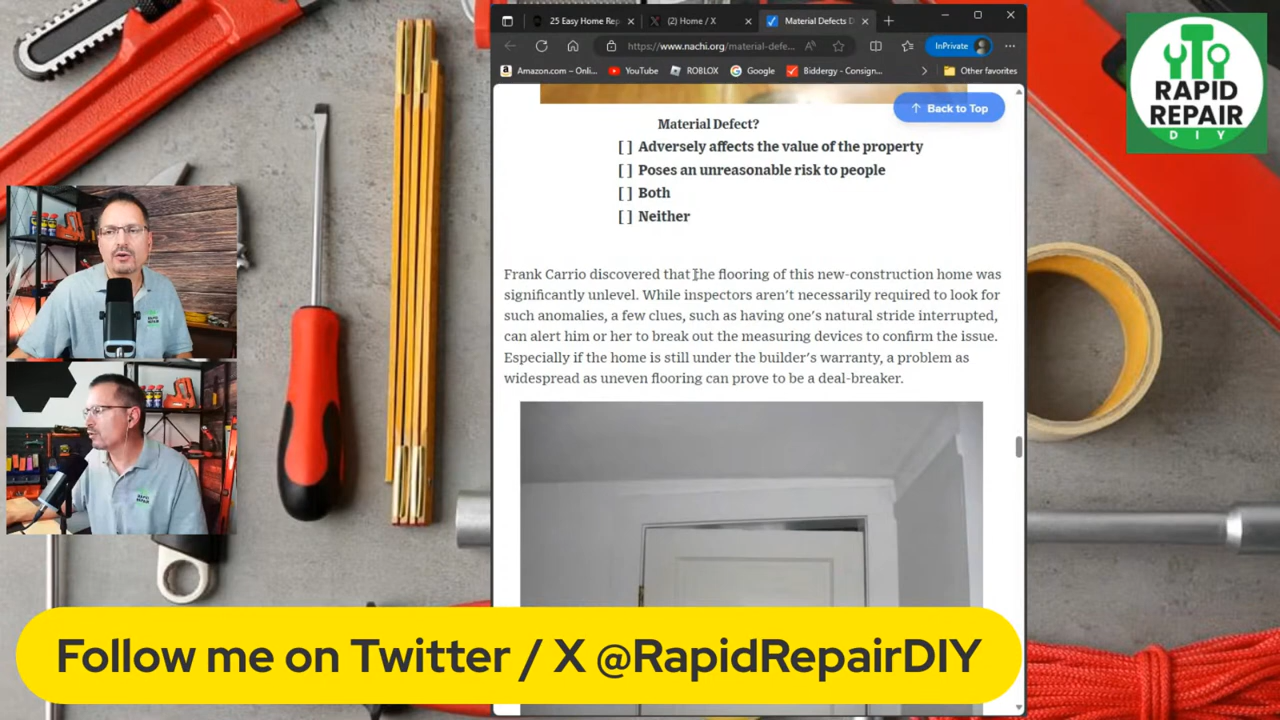 25 Easy Home Rep
(2) Home / X
Material Defects D
https://www.nachi.org/material-defe...
InPrivate
Amazon.com – Onli...
YouTube
ROBLOX
Google
Biddergy - Consign...
Other favorites
Back to Top
Material Defect?
[ ] Adversely affects the value of the property
[ ] Poses an unreasonable risk to people
[ ] Both
[ ] Neither
Frank Carrio discovered that the flooring of this new-construction home was
significantly unlevel. While inspectors aren't necessarily required to look for
such anomalies, a few clues, such as having one's natural stride interrupted,
can alert him or her to break out the measuring devices to confirm the issue.
Especially if the home is still under the builder's warranty, a problem as
widespread as uneven flooring can prove to be a deal-breaker.
RAPID
REPAIR
DIY
Follow me on Twitter / X @RapidRepairDIY